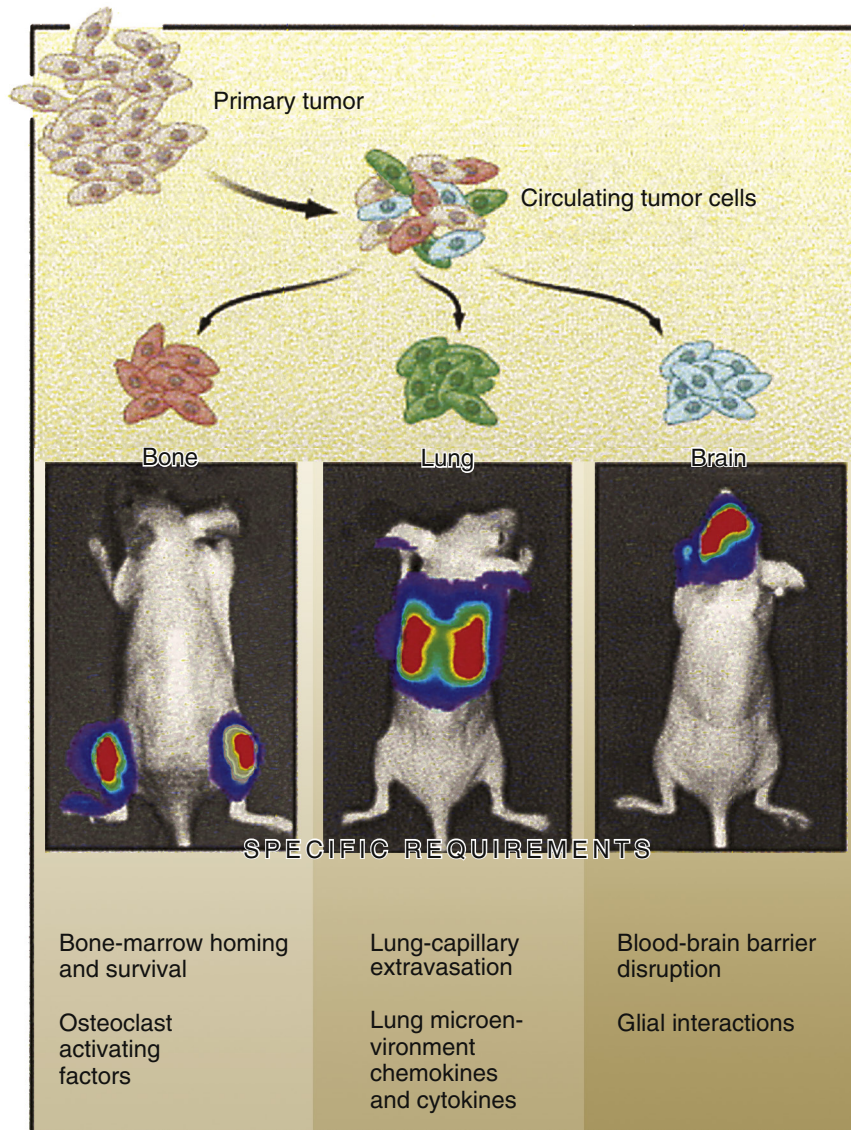 Primary tumor
Circulating tumor cells
Bone
Lung
Brain
SPECIFIC REQUIREMENTS
Bone-marrow homing
and survival
Osteoclast
activating
factors
Lung-capillary
extravasation
Lung microen-
vironment
chemokines
and cytokines
Blood-brain barrier
disruption
Glial interactions